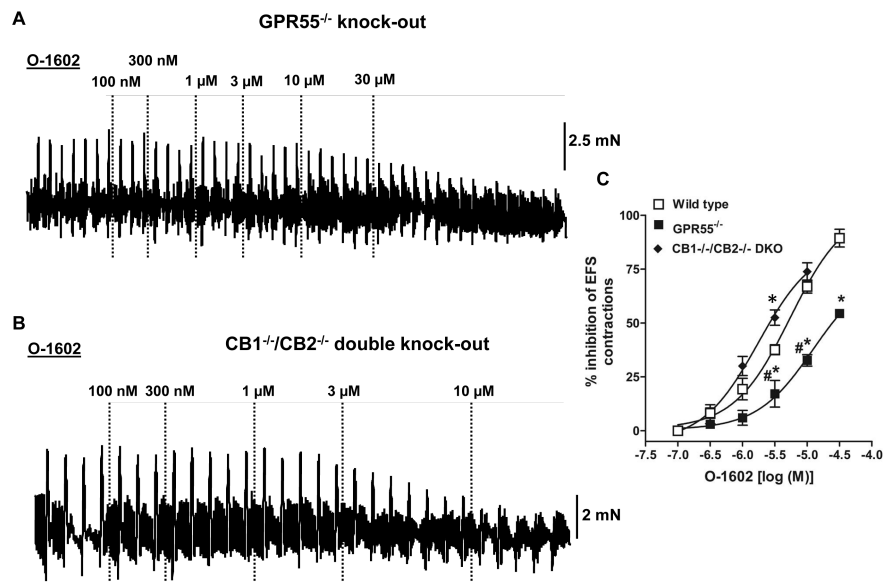 A
GPR55-/- knock-out
O-1602
300 nM
100 nM 1 µM 3 µM 10 µM 30 µM
2.5 mN
B
CB1-/-/CB2-/- double knock-out
O-1602
100 nM 300 nM 1 µM 3 µM 10 µM
2 mN
C
Wild type
GPR55-/-
CB1-/-/CB2-/- DKO
% inhibition of EFS
contractions
100
75
50
25
0
*
*
#*
#*
-7.5 -7.0 -6.5 -6.0 -5.5 -5.0 -4.5 -4.0
O-1602 [log (M)]